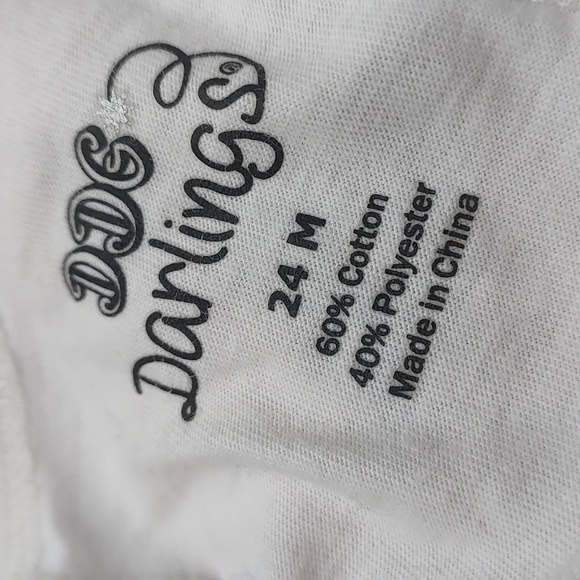 DDG
Darlings®
24 M
60% Cotton
40% Polyester
Made in China